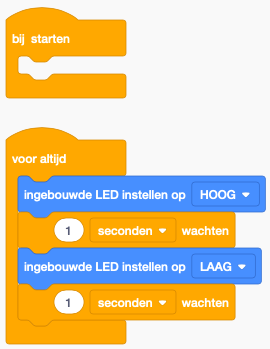 bij starten
voor altijd
ingebouwde LED instellen op HOOG
1 seconden wachten
ingebouwde LED instellen op LAAG
1 seconden wachten